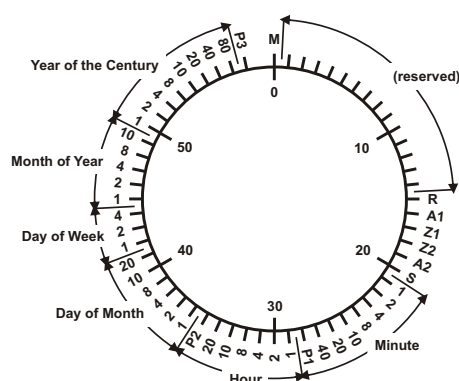 M
(reserved)
0
10
R
A1
Z1
Z2
A2
S
20
1
2
4
8
10
20
40
P1
Minute
30
1
2
4
8
10
20
P2
Hour
1
2
4
8
10
20
Day of Month
40
1
2
4
Day of Week
1
2
4
8
10
Month of Year
50
1
2
4
8
10
20
40
80
P3
Year of the Century